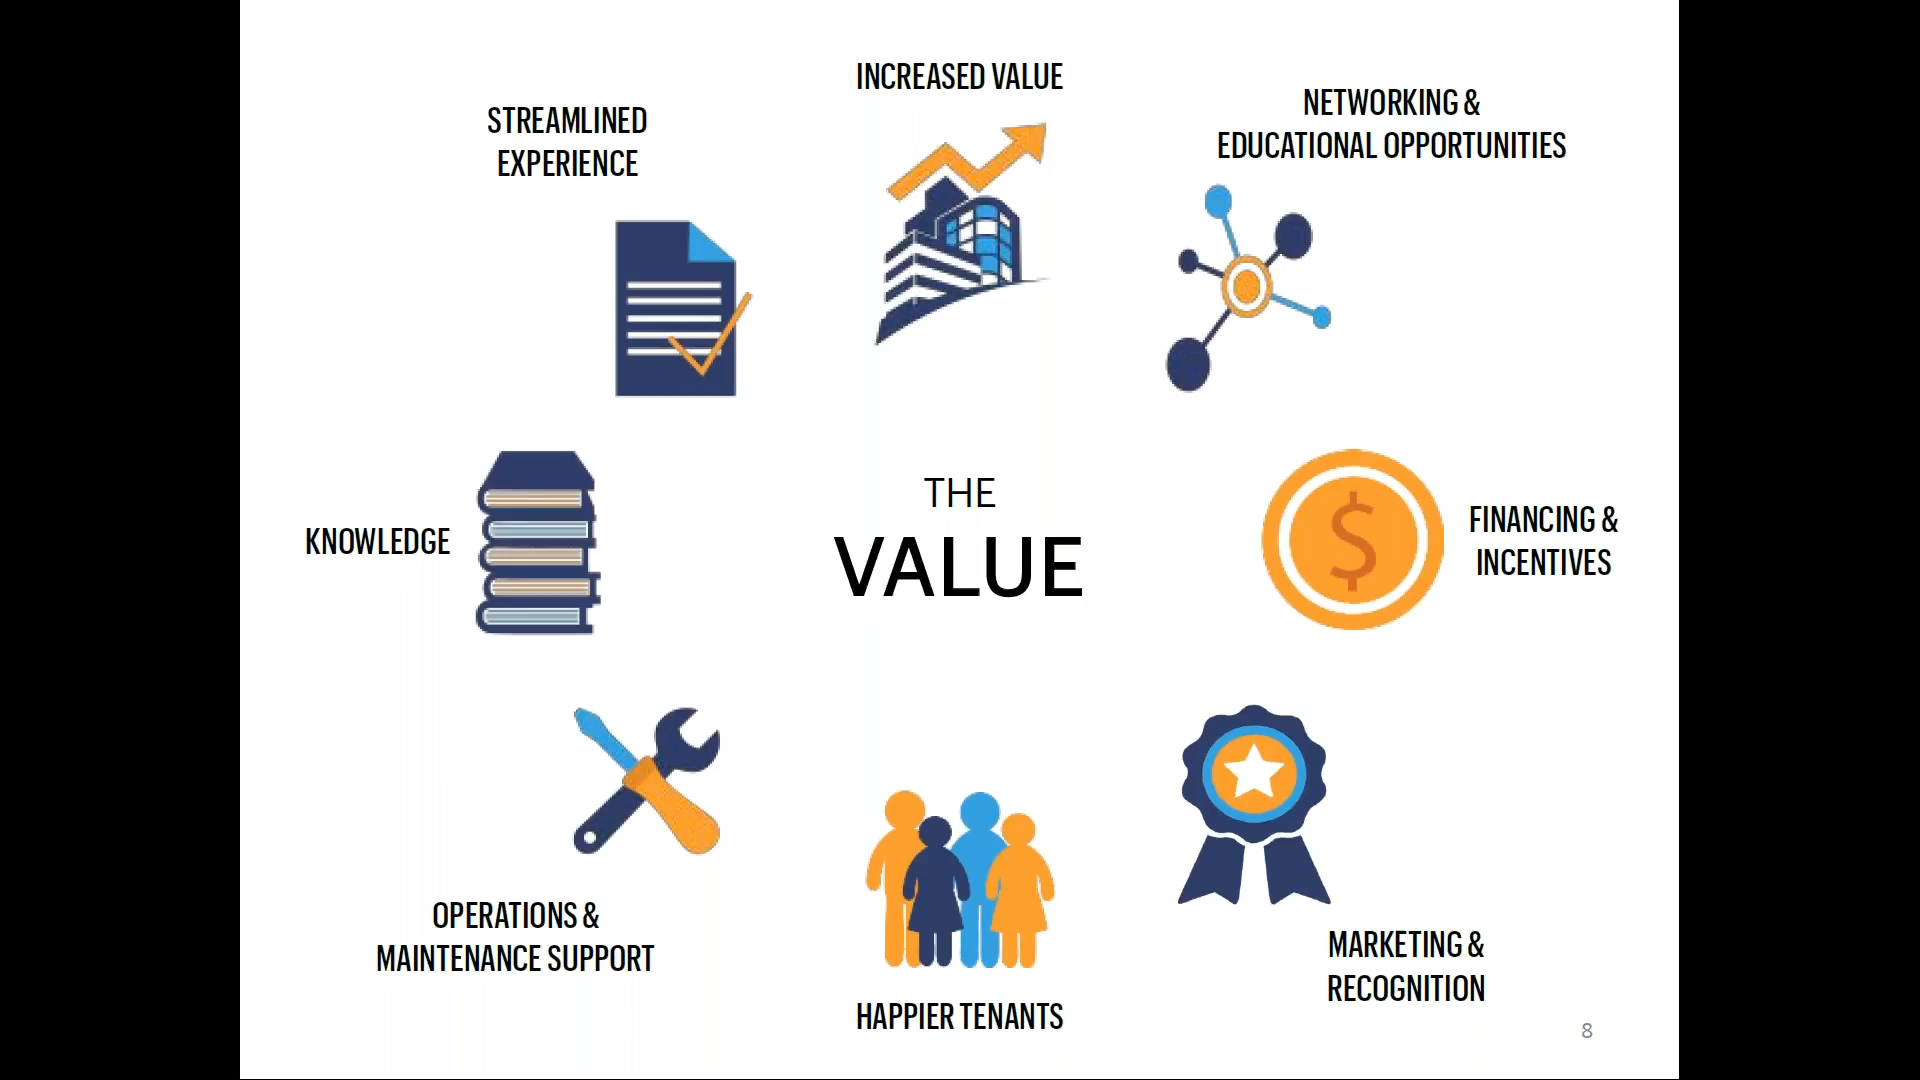 INCREASED VALUE
STREAMLINED
EXPERIENCE
NETWORKING &
EDUCATIONAL OPPORTUNITIES
KNOWLEDGE
THE
VALUE
$
FINANCING &
INCENTIVES
OPERATIONS &
MAINTENANCE SUPPORT
HAPPIER TENANTS
MARKETING &
RECOGNITION
8